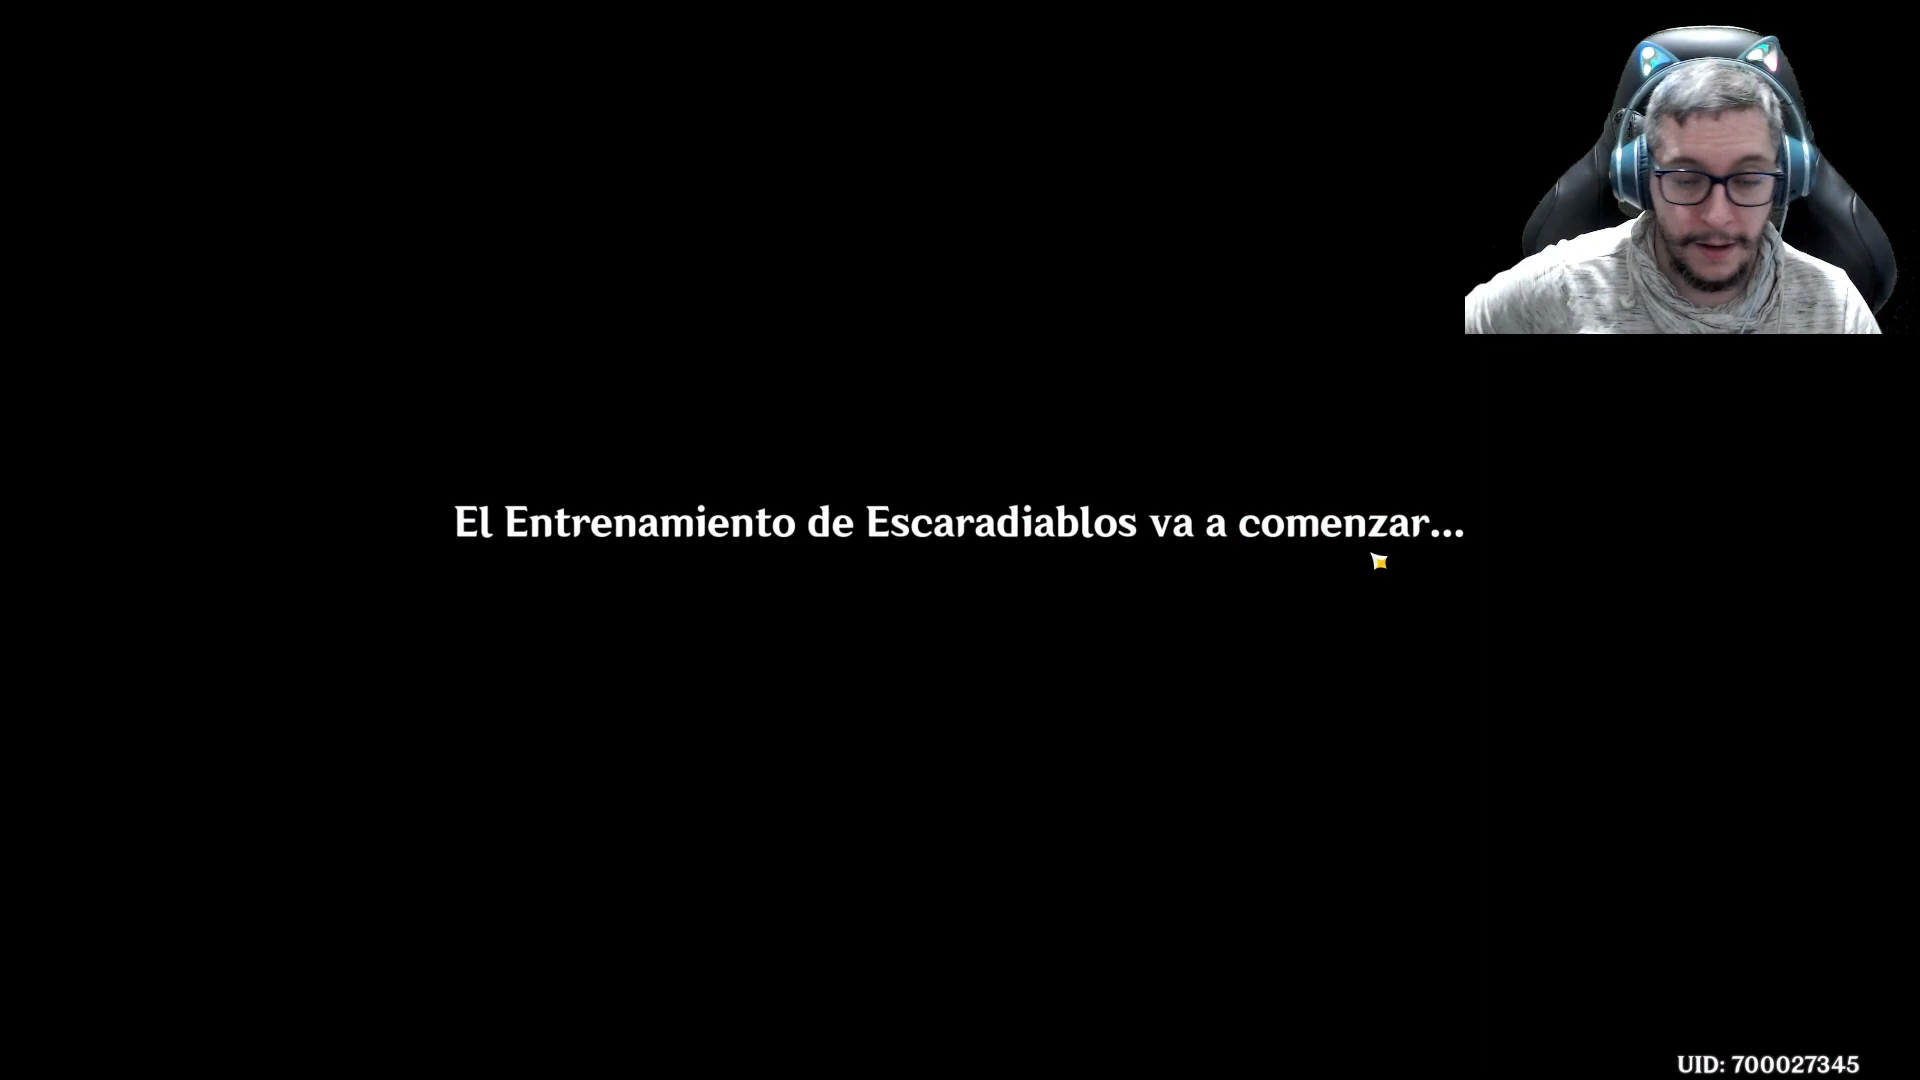 El Entrenamiento de Escaradiablos va a comenzar...
UID: 700027345